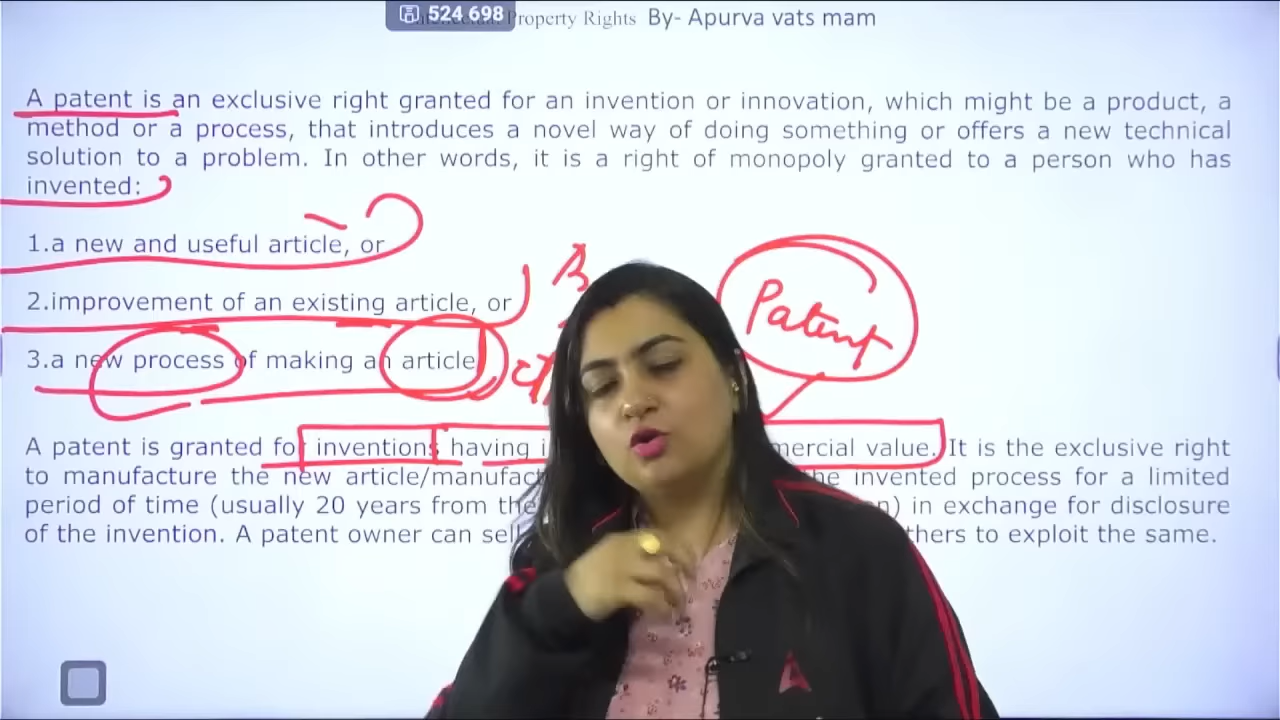 524 698
Property Rights By- Apurva vats mam
A patent is an exclusive right granted for an invention or innovation, which might be a product, a
method or a process, that introduces a novel way of doing something or offers a new technical
solution to a problem. In other words, it is a right of monopoly granted to a person who has
invented:
1.a new and useful article, or
2.improvement of an existing article, or
3.a new process of making an article
Patent
A patent is granted for inventions having mercial value. It is the exclusive right
to manufacture the new article/manufac he invented process for a limited
period of time (usually 20 years from the n) in exchange for disclosure
of the invention. A patent owner can sell thers to exploit the same.